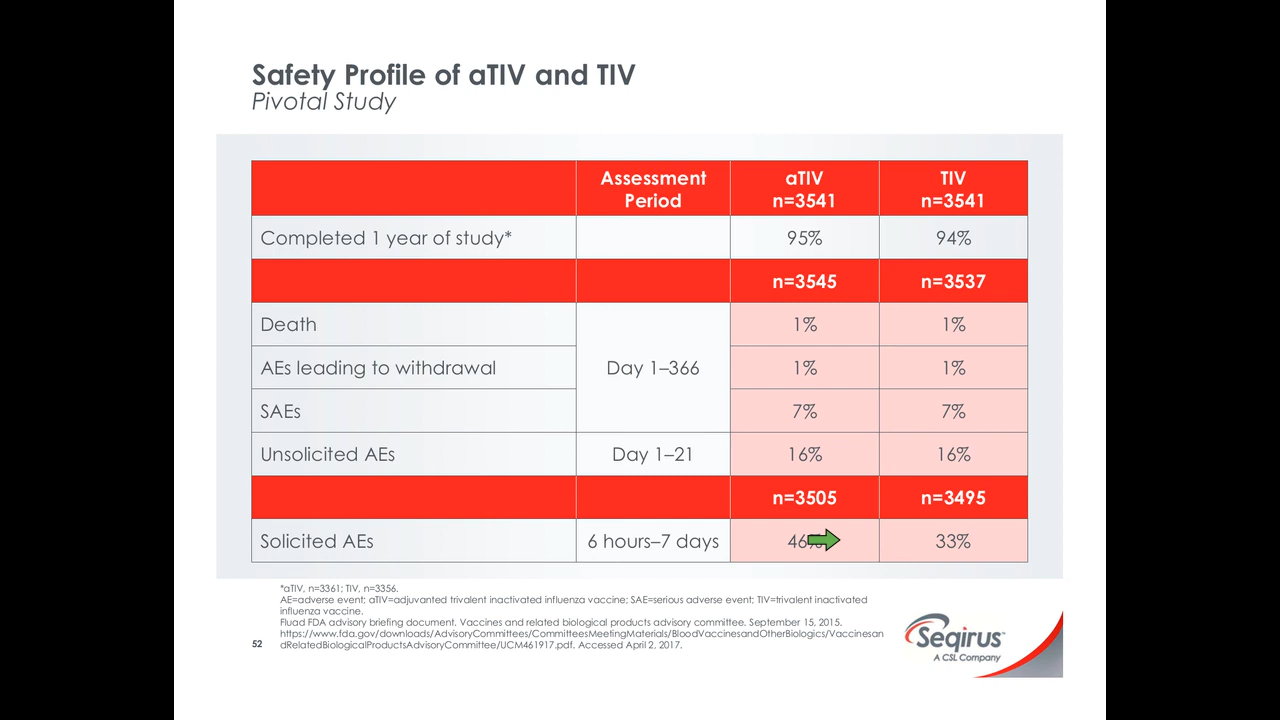 Safety Profile of aTIV and TIV
Pivotal Study
Assessment Period aTIV n=3541 TIV n=3541
Completed 1 year of study* 95% 94%
n=3545 n=3537
Death 1% 1%
AEs leading to withdrawal Day 1–366 1% 1%
SAEs 7% 7%
Unsolicited AEs Day 1–21 16% 16%
n=3505 n=3495
Solicited AEs 6 hours–7 days 46% 33%
*aTIV, n=3361; TIV, n=3356.
AE=adverse event; aTIV=adjuvanted trivalent inactivated influenza vaccine; SAE=serious adverse event; TIV=trivalent inactivated
influenza vaccine.
Fluad FDA advisory briefing document. Vaccines and related biological products advisory committee. September 15, 2015.
https://www.fda.gov/downloads/AdvisoryCommittees/CommitteesMeetingMaterials/BloodVaccinesandOtherBiologics/Vaccinesan
dRelatedBiologicalProductsAdvisoryCommittee/UCM461917.pdf. Accessed April 2, 2017.
52
Seqirus™
A CSL Company